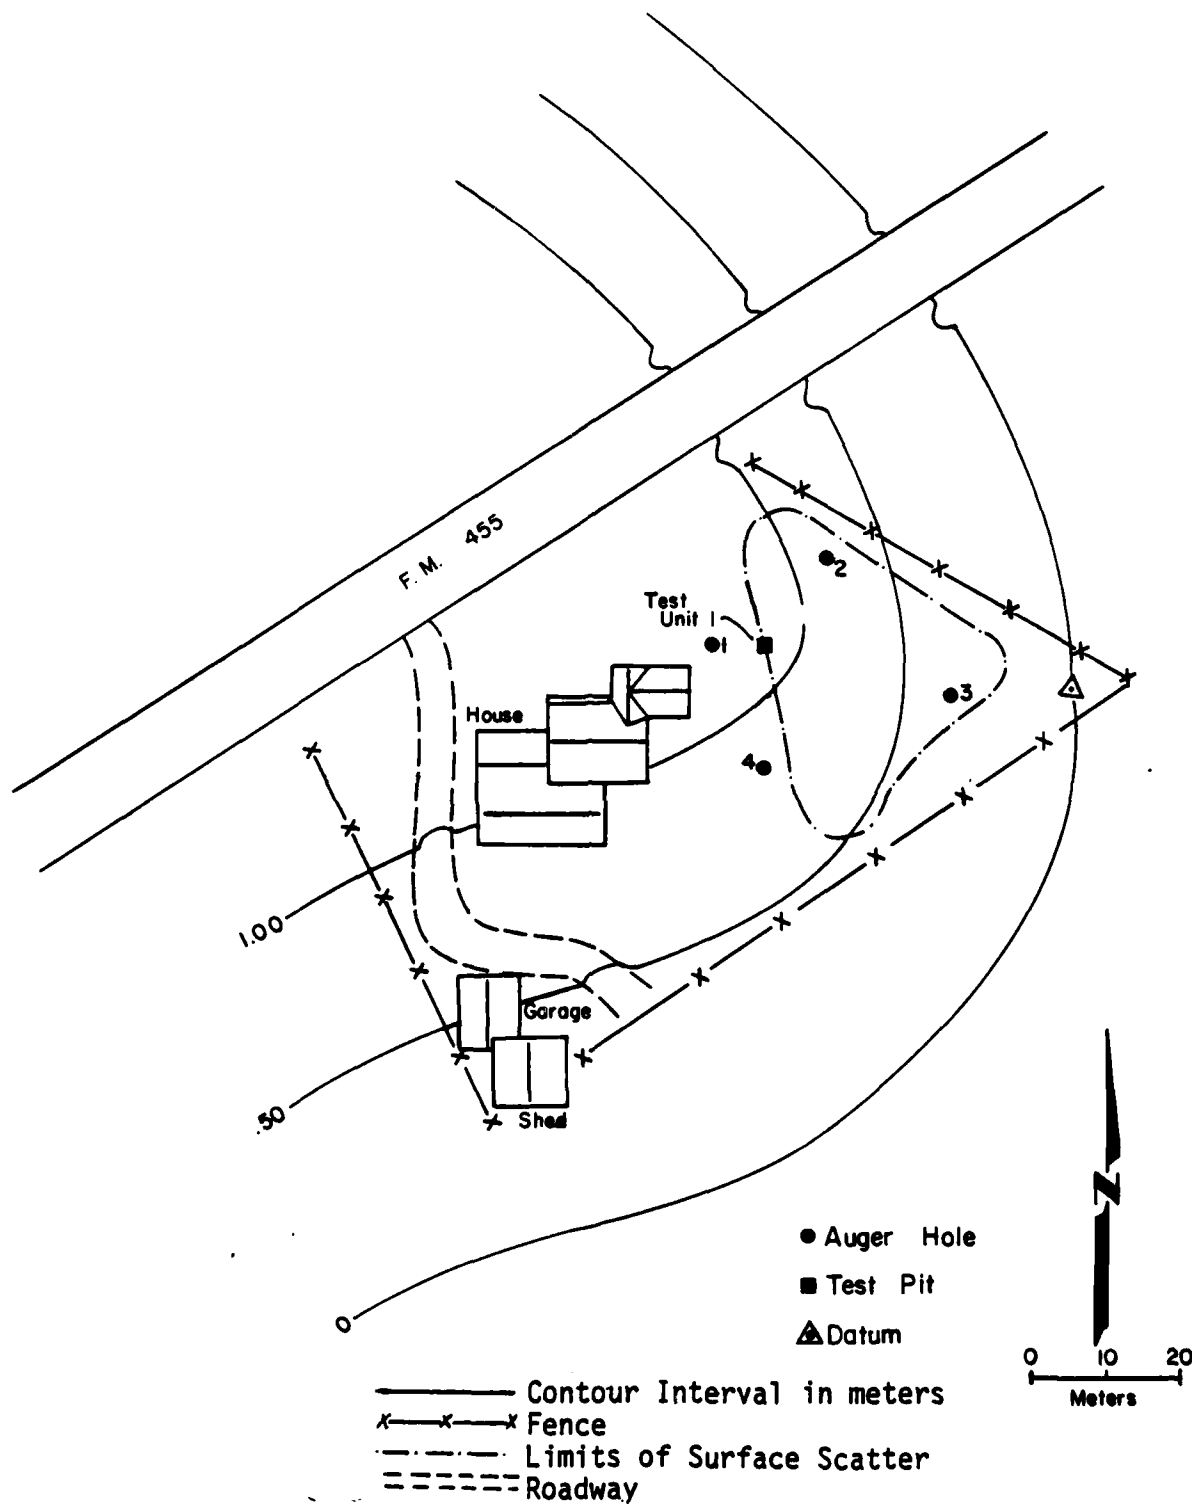 F. M. 455
Test
Unit 1
1
2
3
4
House
1.00
Garage
.50
Shed
0
N
Auger Hole
Test Pit
Datum
0 10 20
Meters
Contour Interval in meters
Fence
Limits of Surface Scatter
Roadway